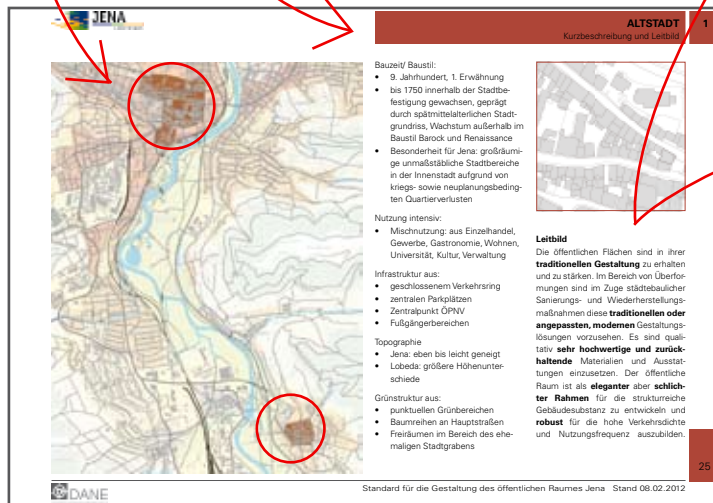 JENA
ALTSTADT
1
Kurzbeschreibung und Leitbild
Bauzeit/ Baustil:
• 9. Jahrhundert, 1. Erwähnung
• bis 1750 innerhalb der Stadtbe-
festigung gewachsen, geprägt
durch spätmittelalterlichen Stadt-
grundriss, Wachstum außerhalb im
Baustil Barock und Renaissance
• Besonderheit für Jena: großräumi-
ge unmaßstäbliche Stadtbereiche
in der Innenstadt aufgrund von
kriegs- sowie neuplanungsbeding-
ten Quartierverlusten
Nutzung intensiv:
• Mischnutzung: aus Einzelhandel,
Gewerbe, Gastronomie, Wohnen,
Universität, Kultur, Verwaltung
Infrastruktur aus:
• geschlossenem Verkehrsring
• zentralen Parkplätzen
• Zentralpunkt ÖPNV
• Fußgängerbereichen
Topographie
• Jena: eben bis leicht geneigt
• Lobeda: größere Höhenunter-
schiede
Grünstruktur aus:
• punktuellen Grünbereichen
• Baumreihen an Hauptstraßen
• Freiräumen im Bereich des ehe-
maligen Stadtgrabens
Leitbild
Die öffentlichen Flächen sind in ihrer
traditionellen Gestaltung zu erhalten
und zu stärken. Im Bereich von Überfor-
mungen sind im Zuge städtebaulicher
Sanierungs- und Wiederherstellungs-
maßnahmen diese traditionellen oder
angepassten, modernen Gestaltungs-
lösungen vorzusehen. Es sind quali-
tativ sehr hochwertige und zurück-
haltende Materialien und Ausstat-
tungen einzusetzen. Der öffentliche
Raum ist als eleganter aber schlich-
ter Rahmen für die strukturreiche
Gebäudesubstanz zu entwickeln und
robust für die hohe Verkehrsdichte
und Nutzungsfrequenz auszubilden.
25
DANE
Standard für die Gestaltung des öffentlichen Raumes Jena Stand 08.02.2012